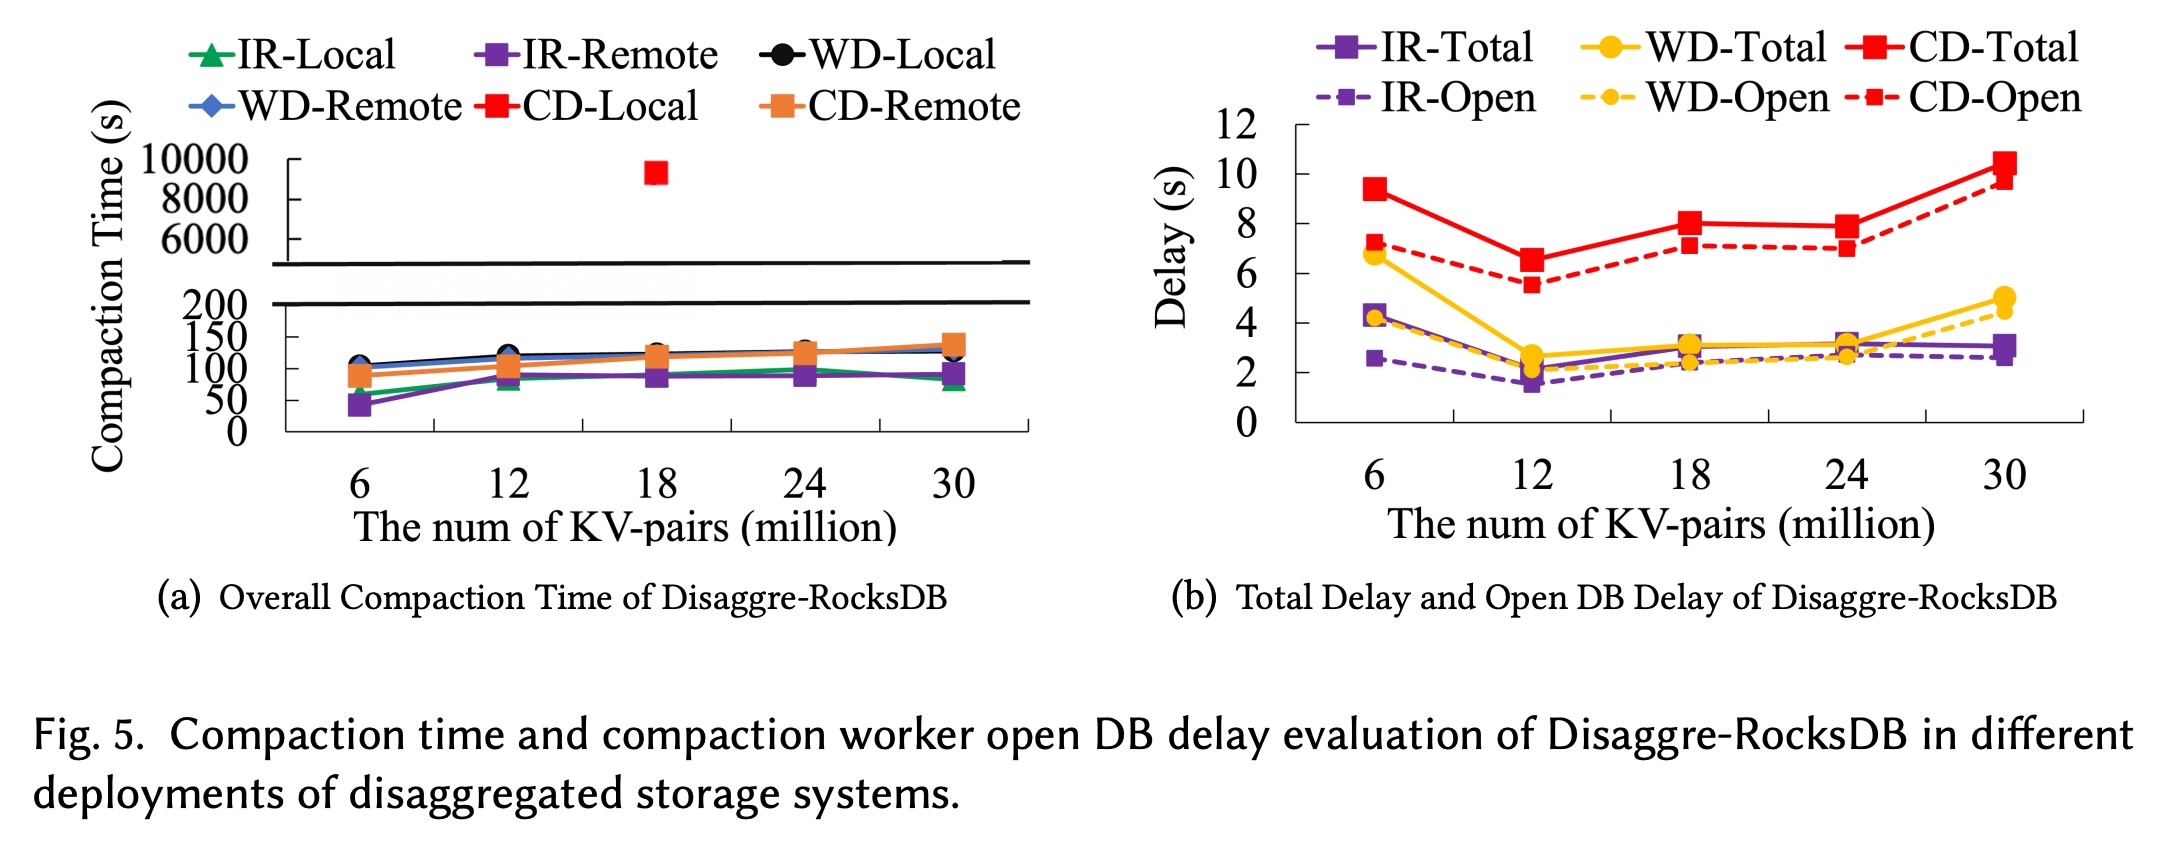 IR-Local IR-Remote WD-Local
WD-Remote CD-Local CD-Remote
Compaction Time (s)
10000
8000
6000
200
150
100
50
0
6 12 18 24 30
The num of KV-pairs (million)
(a) Overall Compaction Time of Disaggre-RocksDB
IR-Total WD-Total CD-Total
IR-Open WD-Open CD-Open
Delay (s)
12
10
8
6
4
2
0
6 12 18 24 30
The num of KV-pairs (million)
(b) Total Delay and Open DB Delay of Disaggre-RocksDB
Fig. 5. Compaction time and compaction worker open DB delay evaluation of Disaggre-RocksDB in different
deployments of disaggregated storage systems.